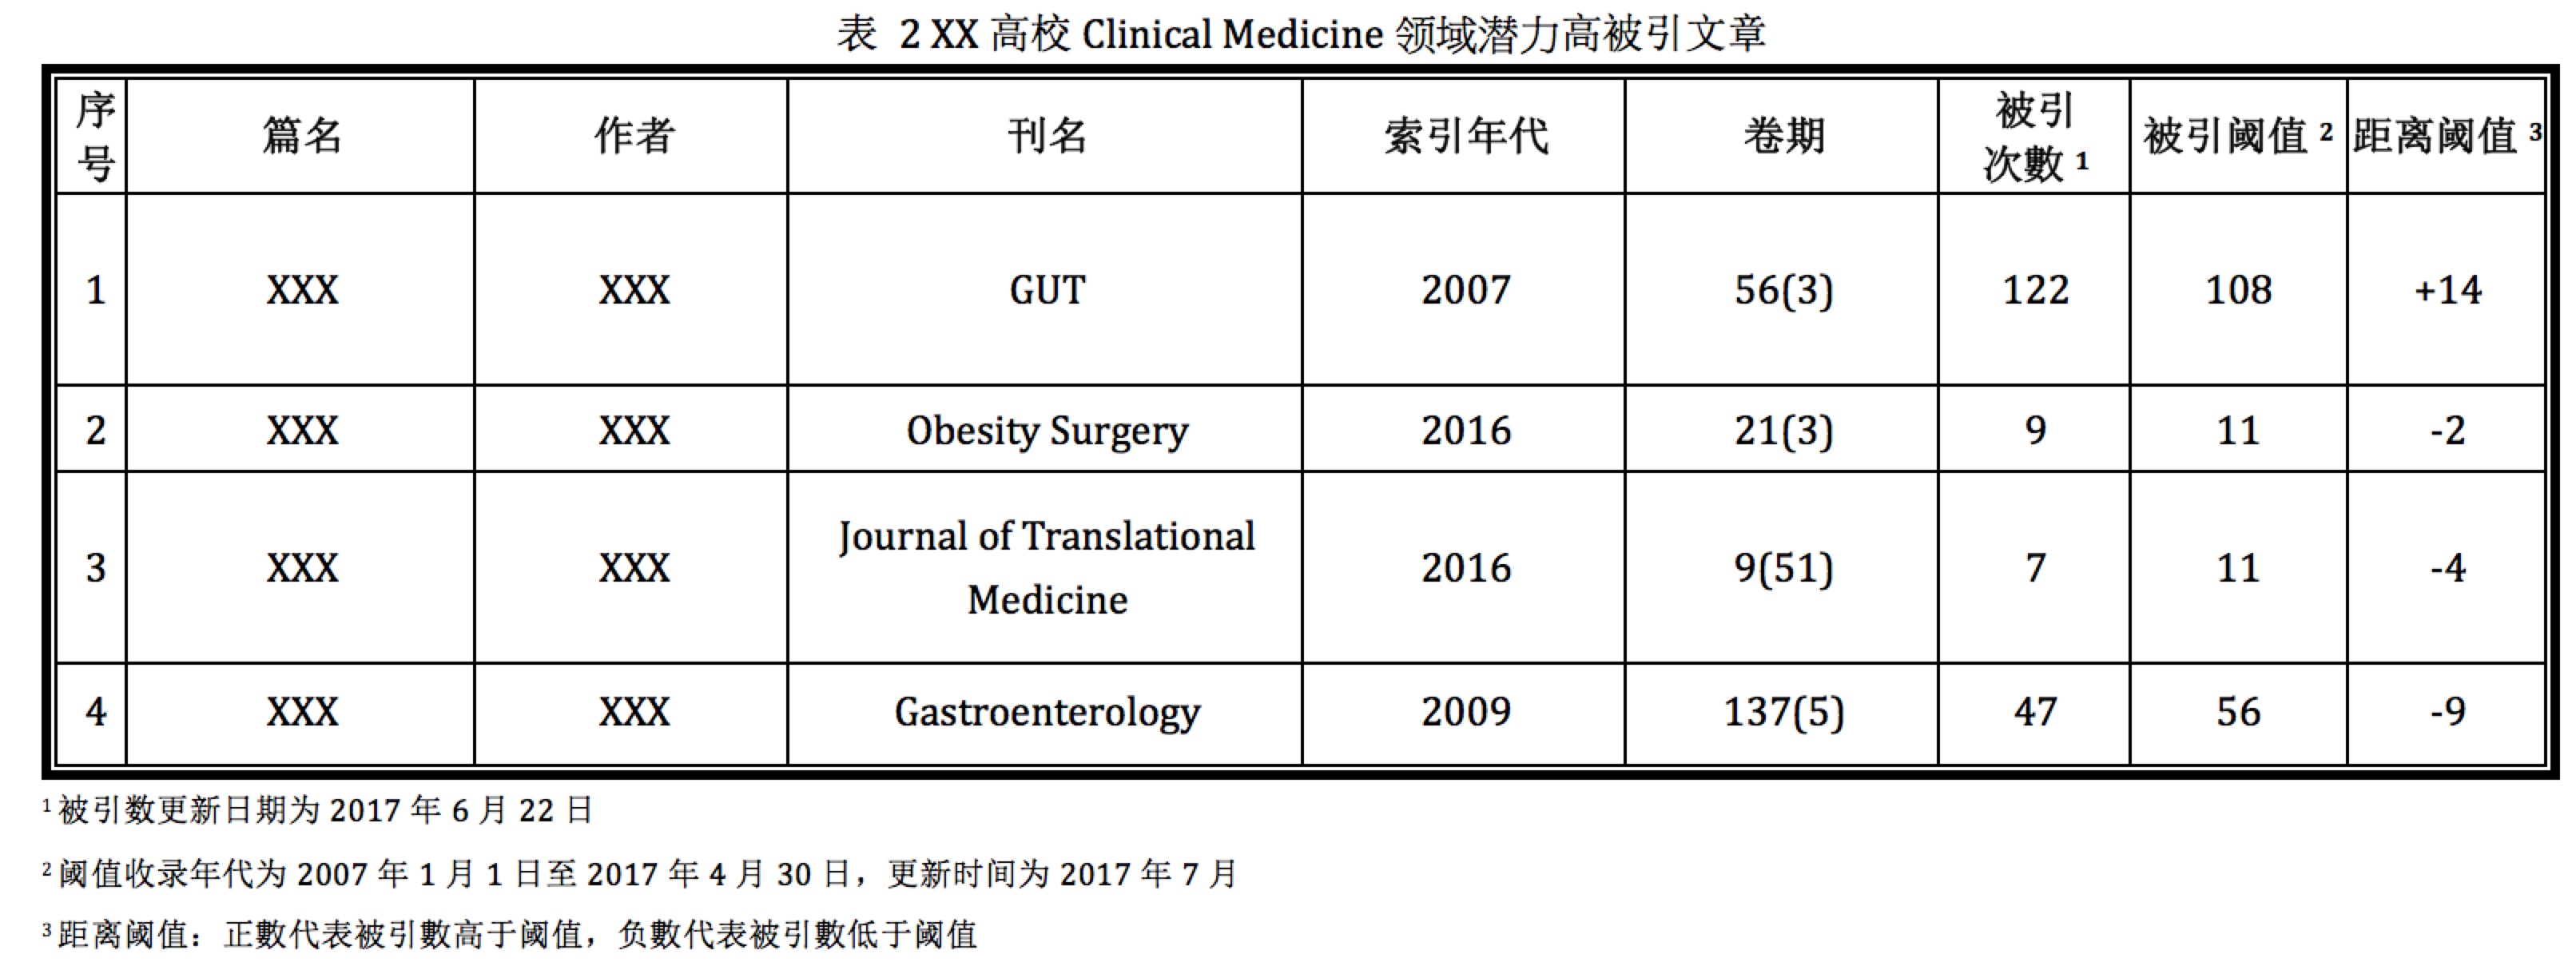 表 2 XX 高校 Clinical Medicine 领域潜力高被引文章
序号 篇名 作者 刊名 索引年代 卷期 被引次數 1 被引阈值 2 距离阈值 3
1 XXX XXX GUT 2007 56(3) 122 108 +14
2 XXX XXX Obesity Surgery 2016 21(3) 9 11 -2
3 XXX XXX Journal of Translational Medicine 2016 9(51) 7 11 -4
4 XXX XXX Gastroenterology 2009 137(5) 47 56 -9
1 被引数更新日期为 2017 年 6 月 22 日
2 阈值收录年代为 2007 年 1 月 1 日至 2017 年 4 月 30 日，更新时间为 2017 年 7 月
3 距离阈值：正數代表被引數高于阈值，负數代表被引數低于阈值